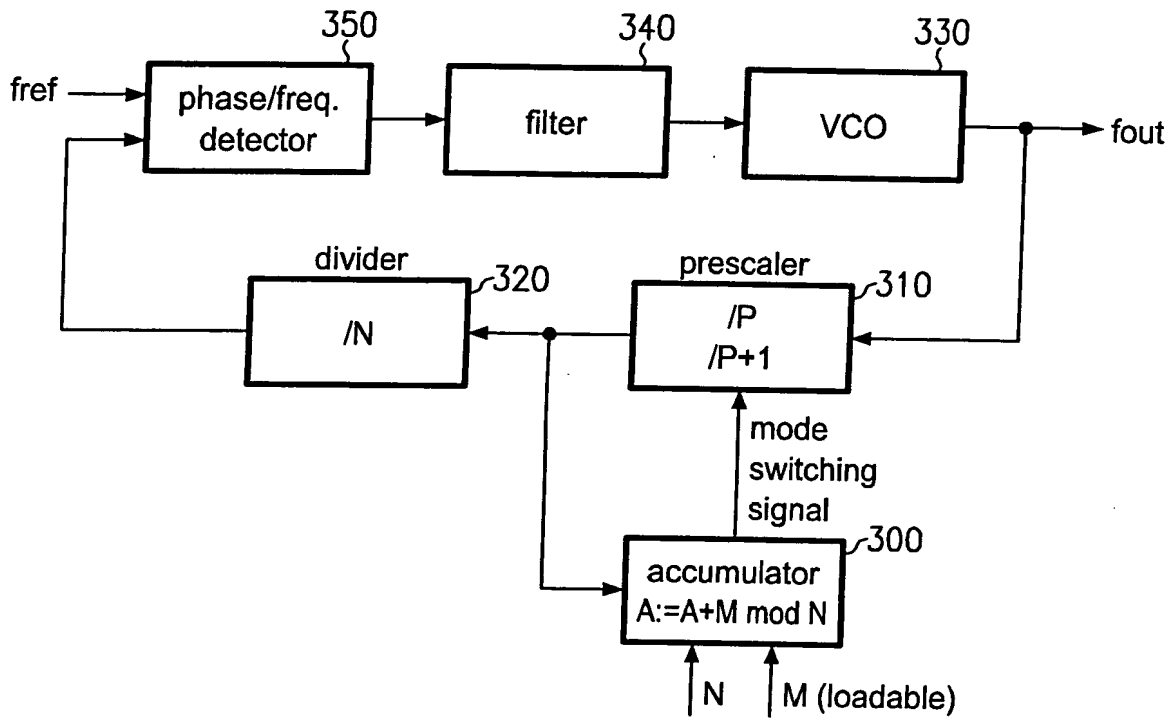 350
340
330
fref
phase/freq.
detector
filter
VCO
fout
divider
320
prescaler
310
/N
/P
/P+1
mode
switching
signal
300
accumulator
A:=A+M mod N
N
M (loadable)